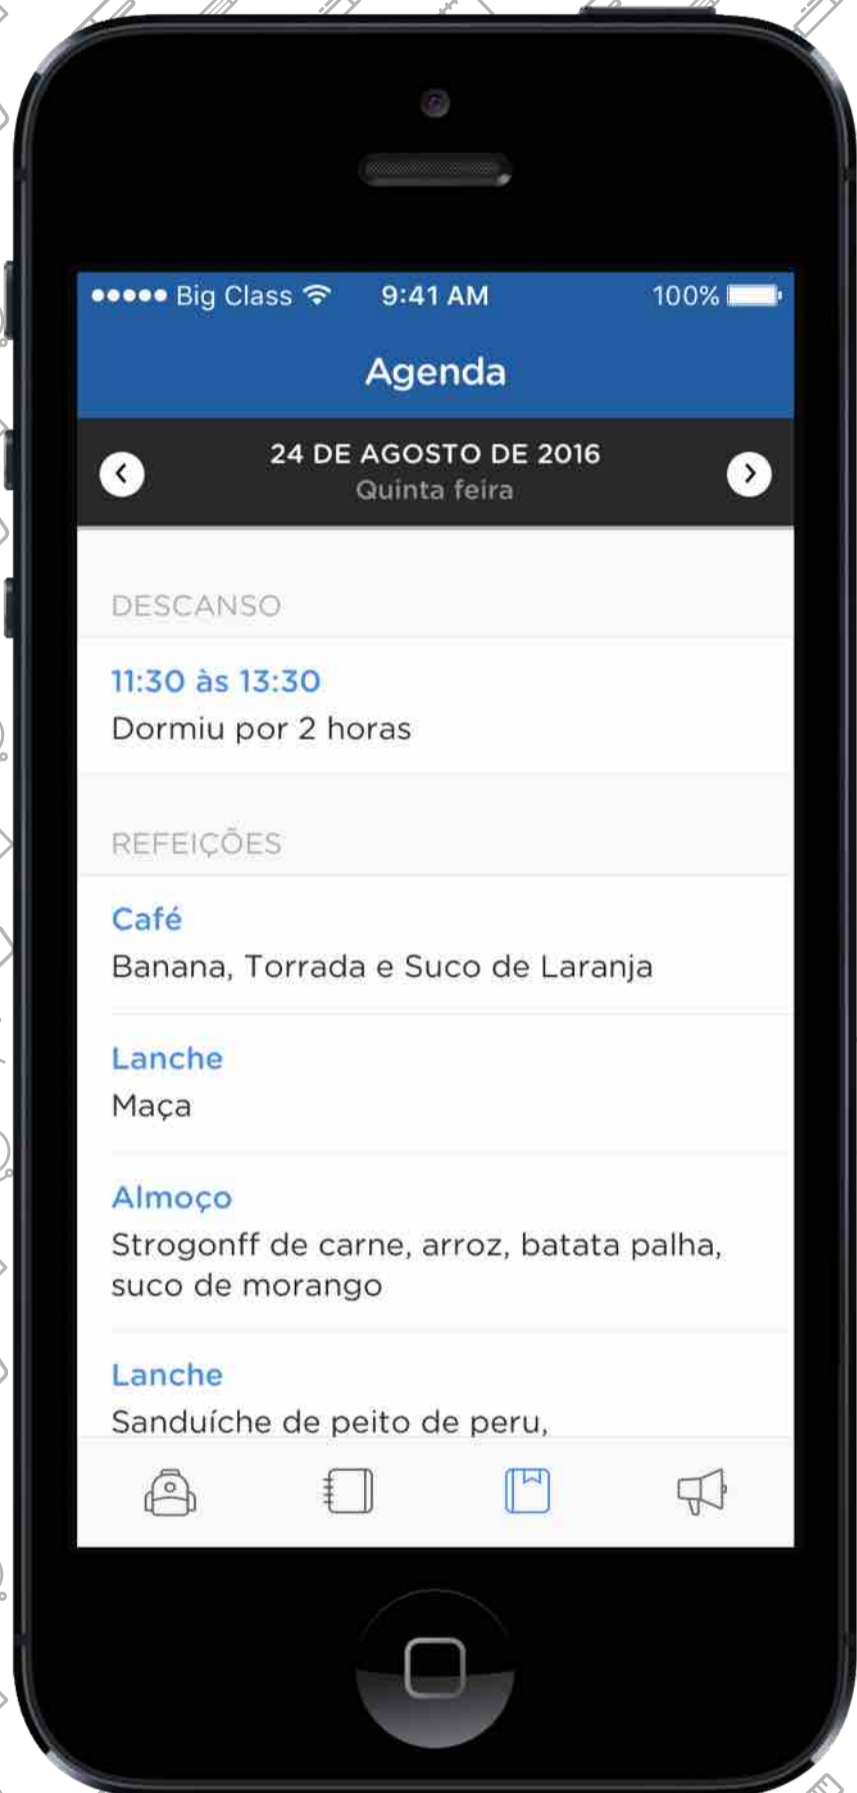 Big Class 9:41 AM 100%
Agenda
24 DE AGOSTO DE 2016
Quinta feira
DESCANSO
11:30 às 13:30
Dormiu por 2 horas
REFEIÇÕES
Café
Banana, Torrada e Suco de Laranja
Lanche
Maça
Almoço
Strogonff de carne, arroz, batata palha,
suco de morango
Lanche
Sanduíche de peito de peru,